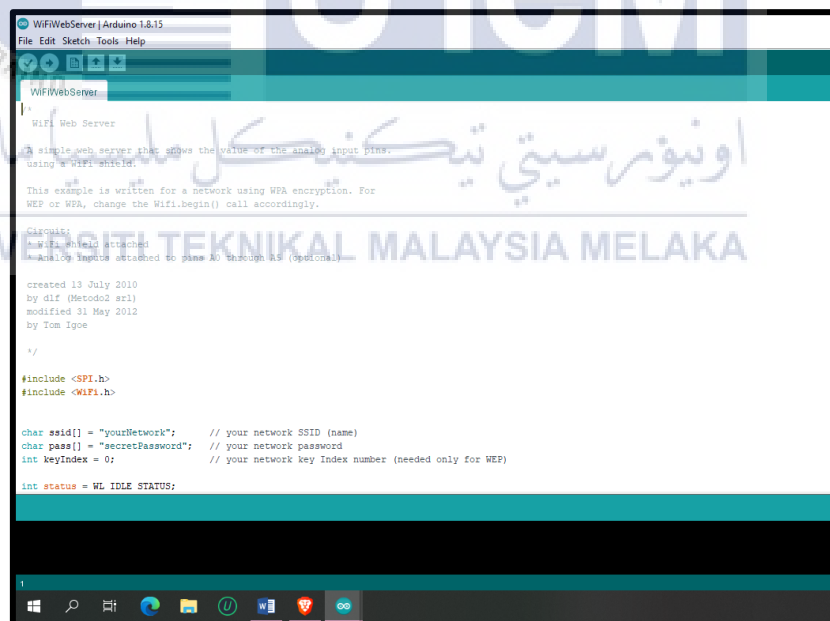 UTeM
WiFiWebServer | Arduino 1.8.15
File Edit Sketch Tools Help
WiFiWebServer
/*
WiFi Web Server
A simple web server that shows the value of the analog input pins.
using a WiFi shield.
اونيۏرسيتي تيكنيكل مليسيا
This example is written for a network using WPA encryption. For
WEP or WPA, change the Wifi.begin() call accordingly.
Circuit:
* WiFi shield attached
VERSITI TEKNIKAL MALAYSIA MELAKA
* Analog inputs attached to pins A0 through A5 (optional)
created 13 July 2010
by dlf (Metodo2 srl)
modified 31 May 2012
by Tom Igoe
*/
#include <SPI.h>
#include <WiFi.h>
char ssid[] = "yourNetwork"; // your network SSID (name)
char pass[] = "secretPassword"; // your network password
int keyIndex = 0; // your network key Index number (needed only for WEP)
int status = WL_IDLE_STATUS;
1